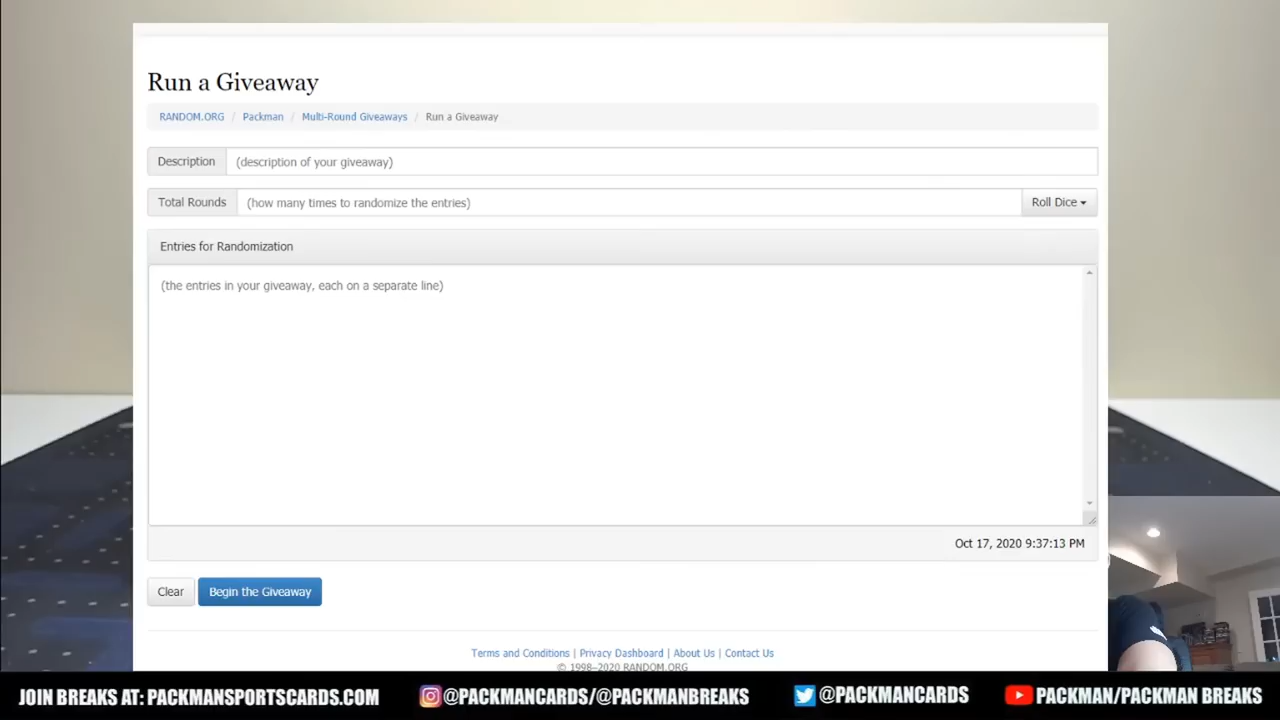 Run a Giveaway
RANDOM.ORG / Packman / Multi-Round Giveaways / Run a Giveaway
Description (description of your giveaway)
Total Rounds (how many times to randomize the entries) Roll Dice
Entries for Randomization
(the entries in your giveaway, each on a separate line)
Oct 17, 2020 9:37:13 PM
Clear Begin the Giveaway
Terms and Conditions | Privacy Dashboard | About Us | Contact Us
© 1998–2020 RANDOM.ORG
JOIN BREAKS AT: PACKMANSPORTSCARDS.COM @PACKMANCARDS/@PACKMANBREAKS @PACKMANCARDS PACKMAN/PACKMAN BREAKS